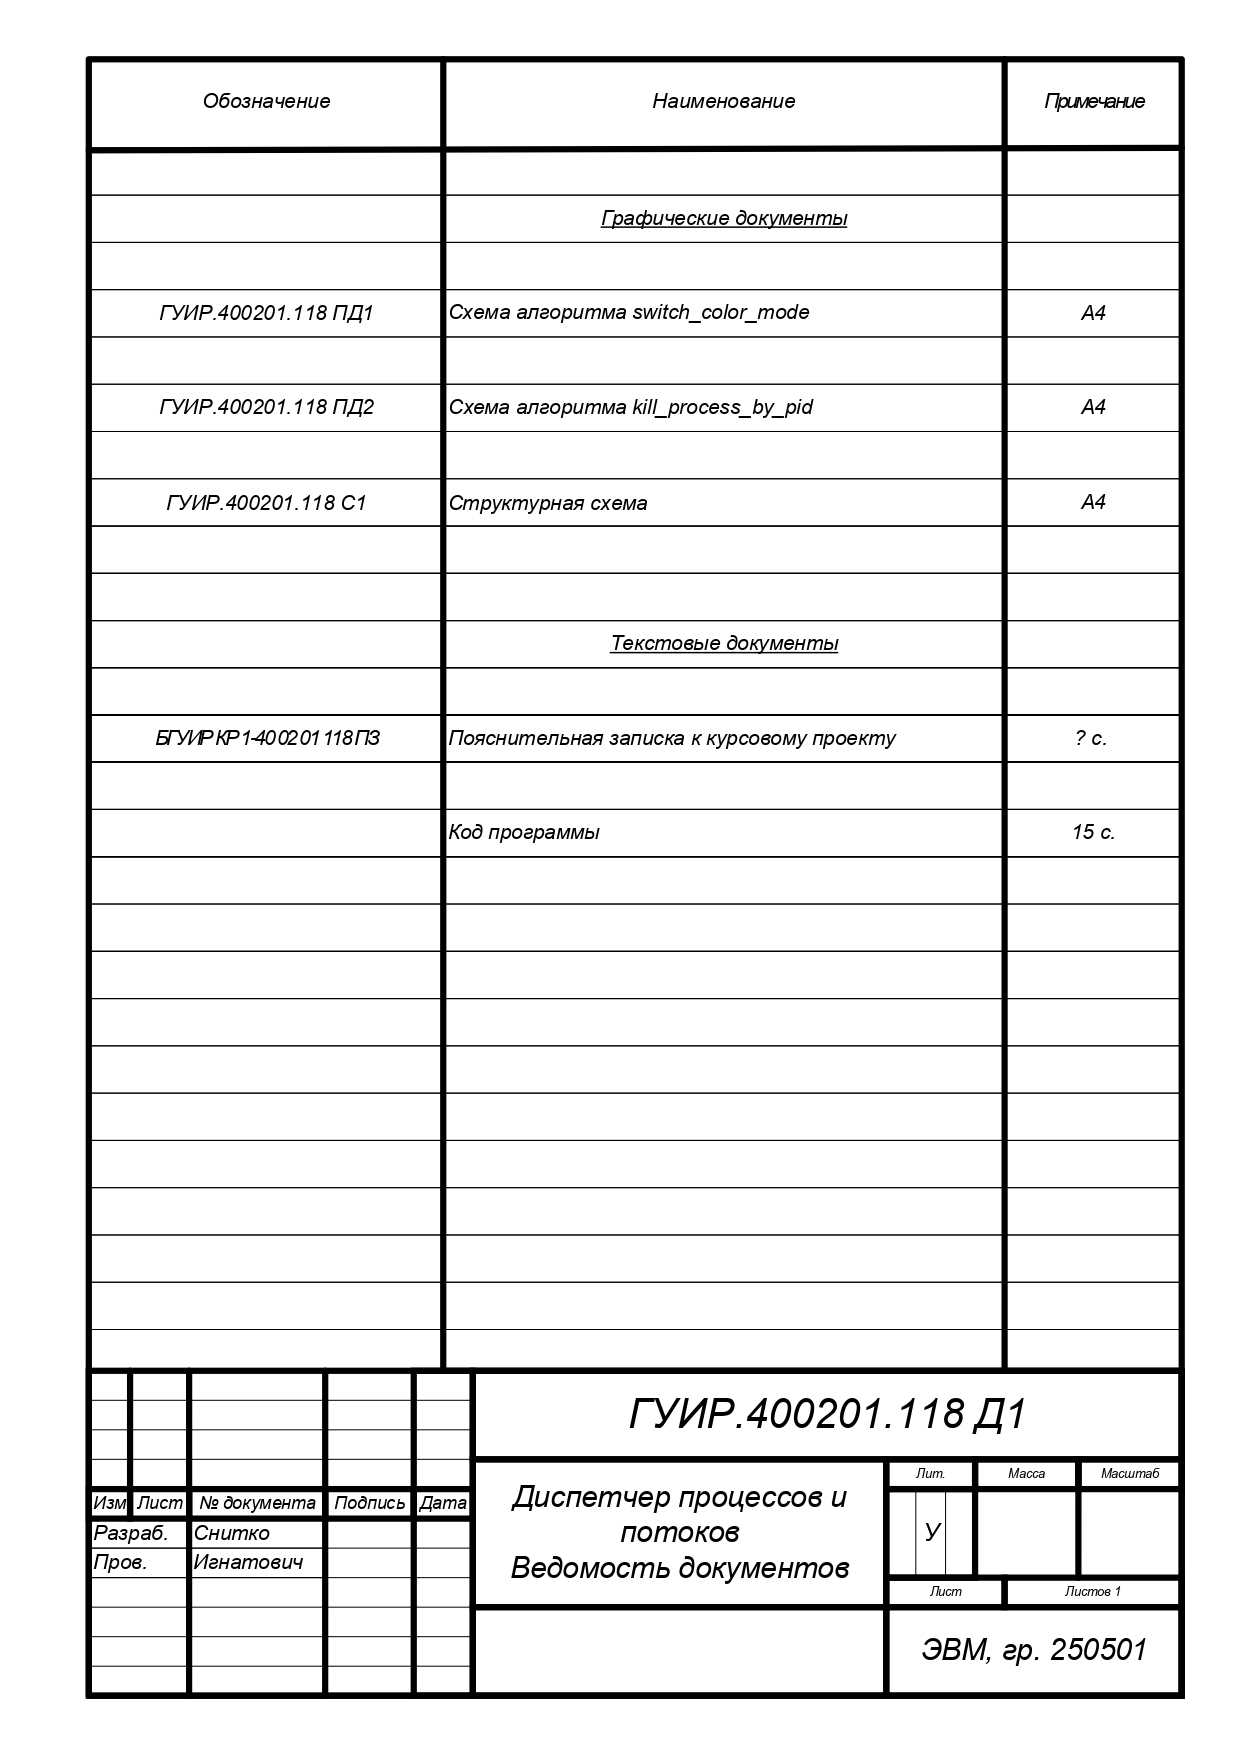 Обозначение Наименование Примечание
Графические документы
ГУИР.400201.118 ПД1 Схема алгоритма switch_color_mode А4
ГУИР.400201.118 ПД2 Схема алгоритма kill_process_by_pid А4
ГУИР.400201.118 С1 Структурная схема А4
Текстовые документы
БГУИР КР 1-400201 118 ПЗ Пояснительная записка к курсовому проекту ? с.
Код программы 15 с.
ГУИР.400201.118 Д1
Лит. Масса Масштаб
Изм Лист № документа Подпись Дата
Разраб. Снитко
Пров. Игнатович
Диспетчер процессов и
потоков
Ведомость документов
У
Лист Листов 1
ЭВМ, гр. 250501